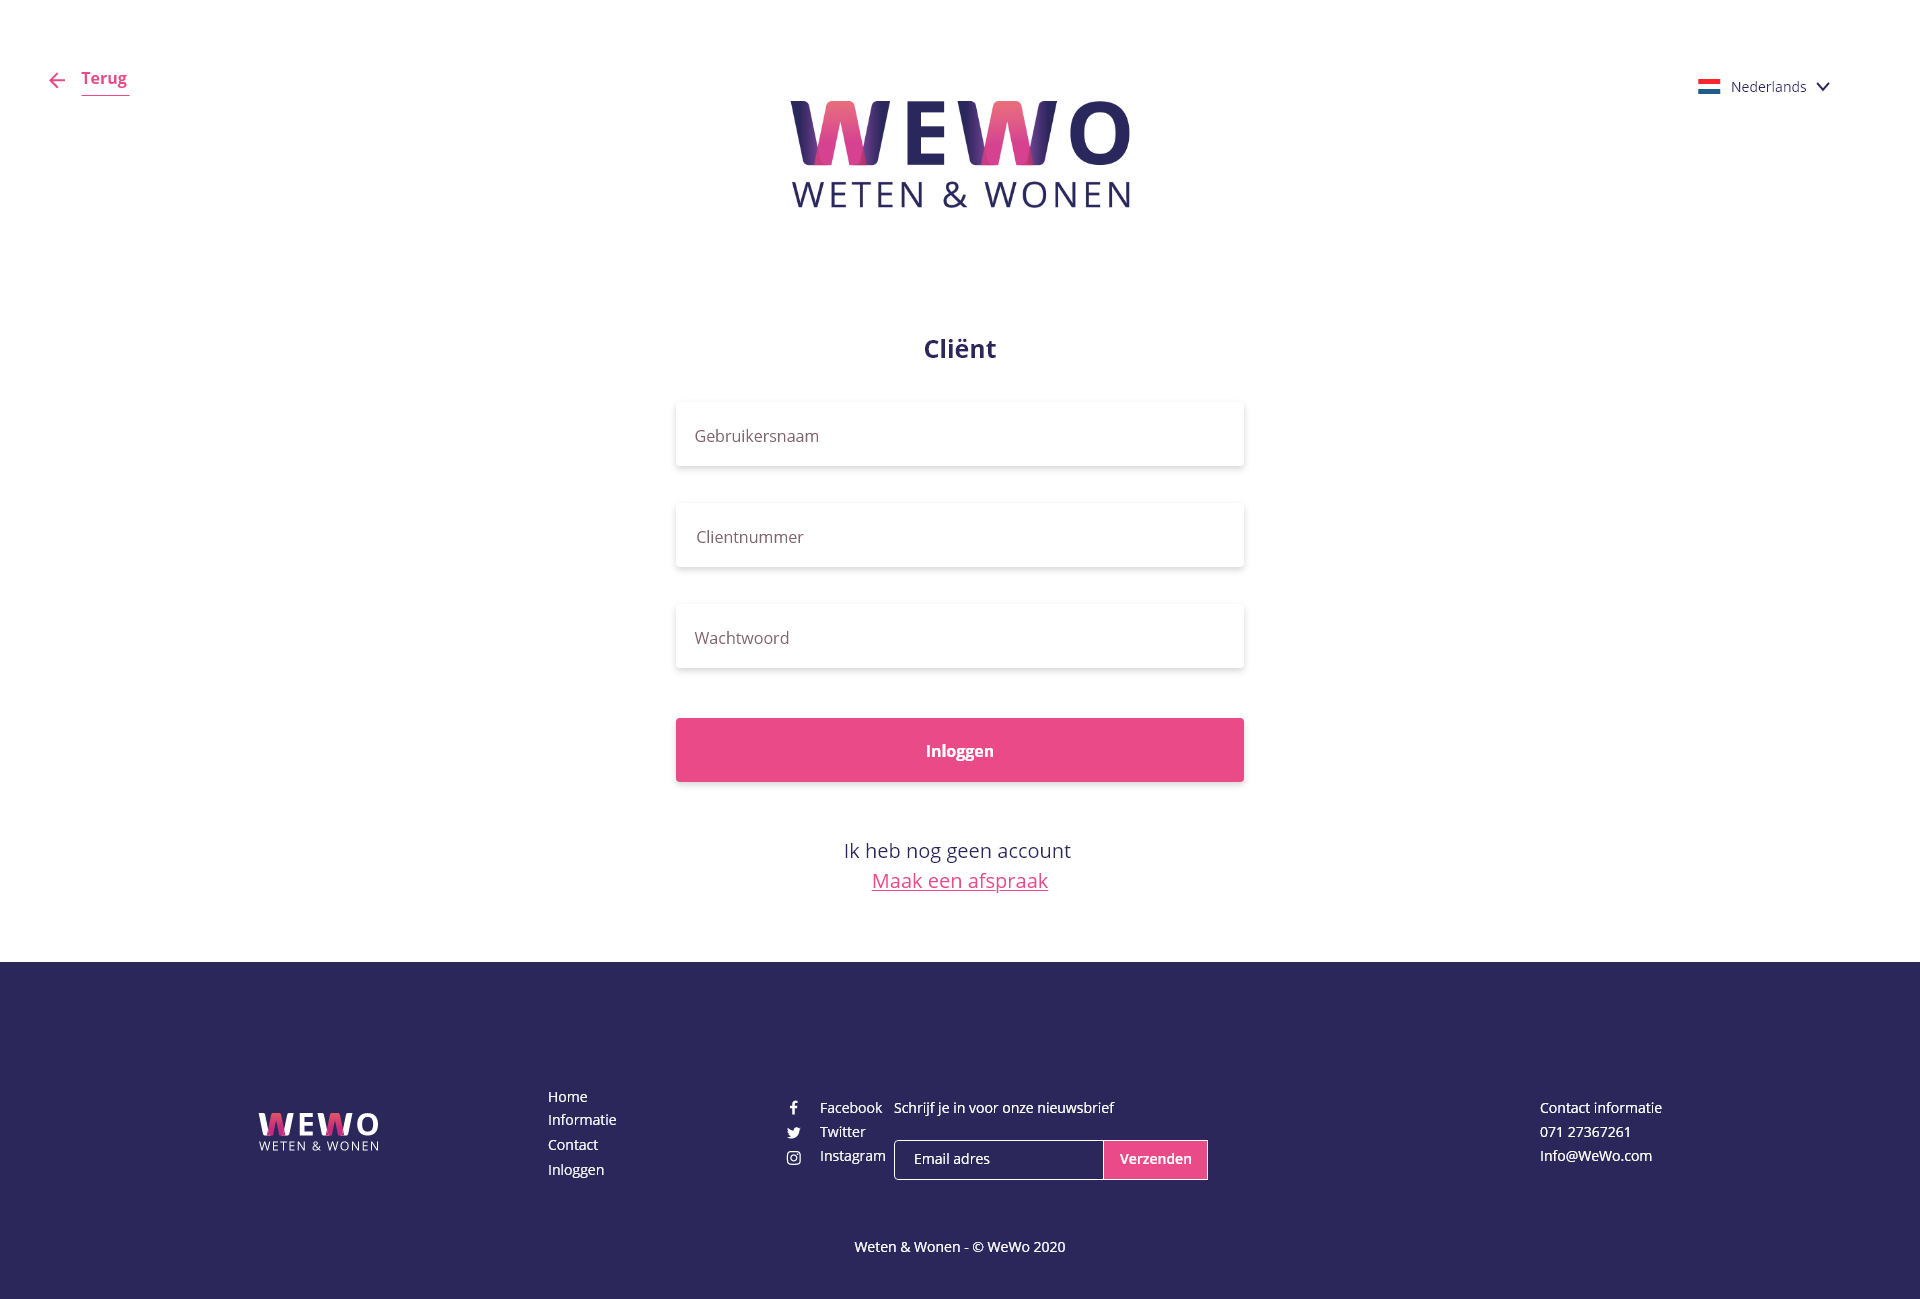 Terug
Nederlands
WEWO
WETEN & WONEN
Cliënt
Gebruikersnaam
Clientnummer
Wachtwoord
Inloggen
Ik heb nog geen account
Maak een afspraak
WEWO
WETEN & WONEN
Home
Informatie
Contact
Inloggen
Facebook
Twitter
Instagram
Schrijf je in voor onze nieuwsbrief
Email adres
Verzenden
Contact informatie
071 27367261
Info@WeWo.com
Weten & Wonen - © WeWo 2020